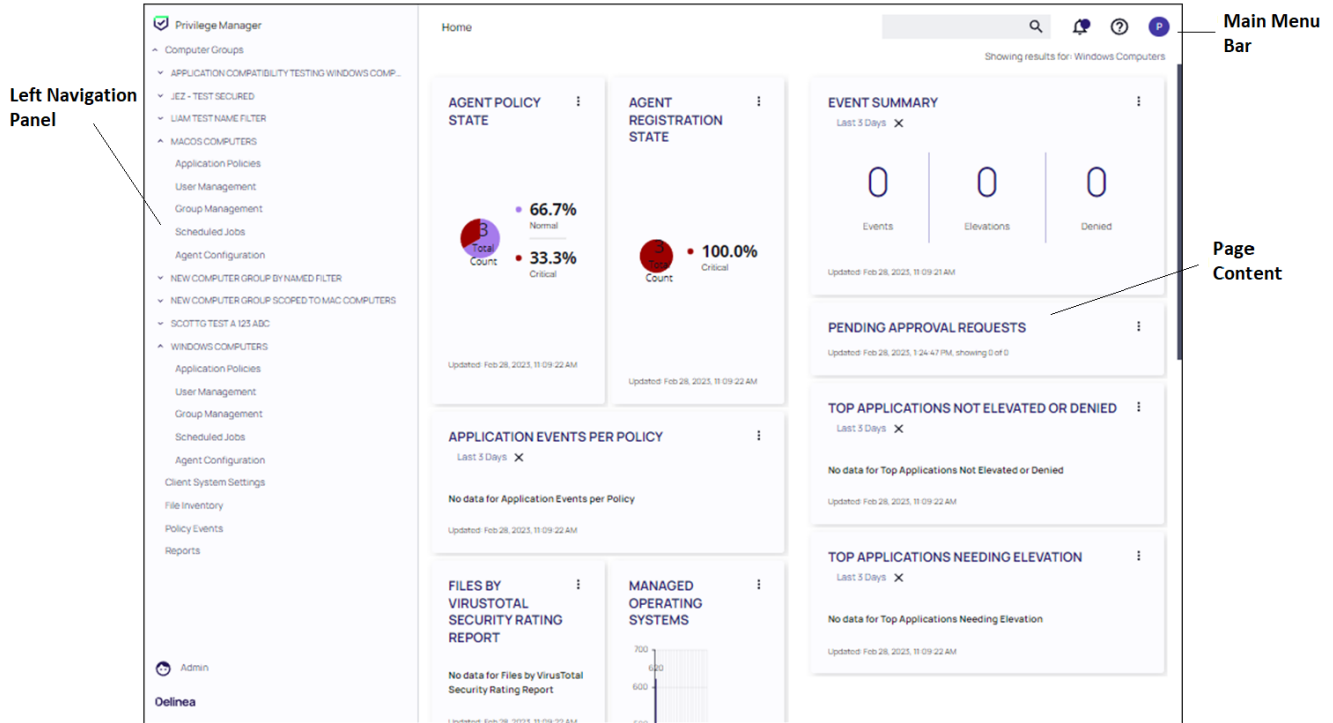 Main Menu
Bar
Left Navigation
Panel
Page
Content
Privilege Manager
Computer Groups
APPLICATION COMPATIBILITY TESTING WINDOWS COMP...
JEZ - TEST SECURED
LIAM TEST NAME FILTER
MACOS COMPUTERS
Application Policies
User Management
Group Management
Scheduled Jobs
Agent Configuration
NEW COMPUTER GROUP BY NAMED FILTER
NEW COMPUTER GROUP SCOPED TO MAC COMPUTERS
SCOTTG TEST A 123 ABC
WINDOWS COMPUTERS
Application Policies
User Management
Group Management
Scheduled Jobs
Agent Configuration
Client System Settings
File Inventory
Policy Events
Reports
Admin
Delinea
Home
P
Showing results for: Windows Computers
AGENT POLICY
STATE
3
Total
Count
66.7%
Normal
33.3%
Critical
Updated: Feb 28, 2023, 11:09:22 AM
AGENT
REGISTRATION
STATE
3
Total
Count
100.0%
Critical
Updated: Feb 28, 2023, 11:09:22 AM
EVENT SUMMARY
Last 3 Days
0
Events
0
Elevations
0
Denied
Updated: Feb 28, 2023, 11:09:21 AM
PENDING APPROVAL REQUESTS
Updated: Feb 28, 2023, 1:24:47 PM, showing 0 of 0
TOP APPLICATIONS NOT ELEVATED OR DENIED
Last 3 Days
No data for Top Applications Not Elevated or Denied
Updated: Feb 28, 2023, 11:09:22 AM
APPLICATION EVENTS PER POLICY
Last 3 Days
No data for Application Events per Policy
Updated: Feb 28, 2023, 11:09:22 AM
TOP APPLICATIONS NEEDING ELEVATION
Last 3 Days
No data for Top Applications Needing Elevation
Updated: Feb 28, 2023, 11:09:22 AM
FILES BY
VIRUSTOTAL
SECURITY RATING
REPORT
No data for Files by VirusTotal
Security Rating Report
Updated: Feb 28, 2023, 11:09:22 AM
MANAGED
OPERATING
SYSTEMS
700
620
600